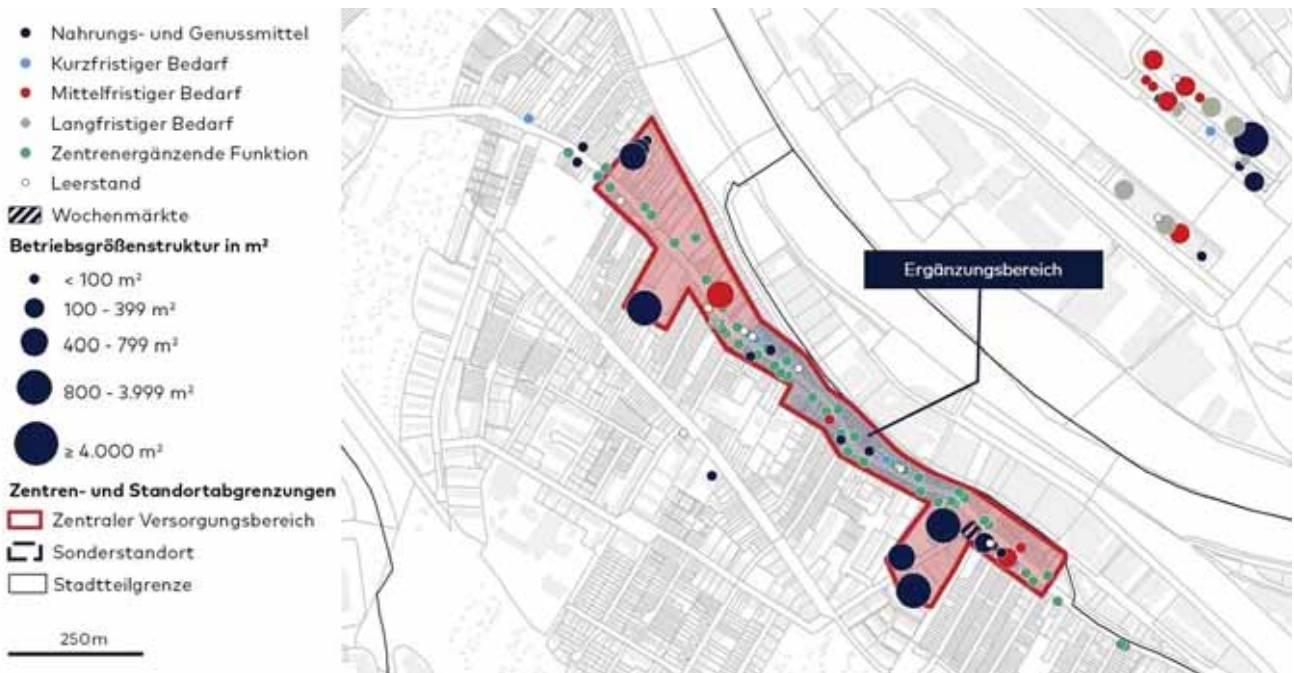 Nahrungs- und Genussmittel
Kurzfristiger Bedarf
Mittelfristiger Bedarf
Langfristiger Bedarf
Zentrenergänzende Funktion
Leerstand
Wochenmärkte
Betriebsgrößenstruktur in m²
< 100 m²
100 - 399 m²
400 - 799 m²
800 - 3.999 m²
≥ 4.000 m²
Zentren- und Standortabgrenzungen
Zentraler Versorgungsbereich
Sonderstandort
Stadtteilgrenze
250m
Ergänzungsbereich